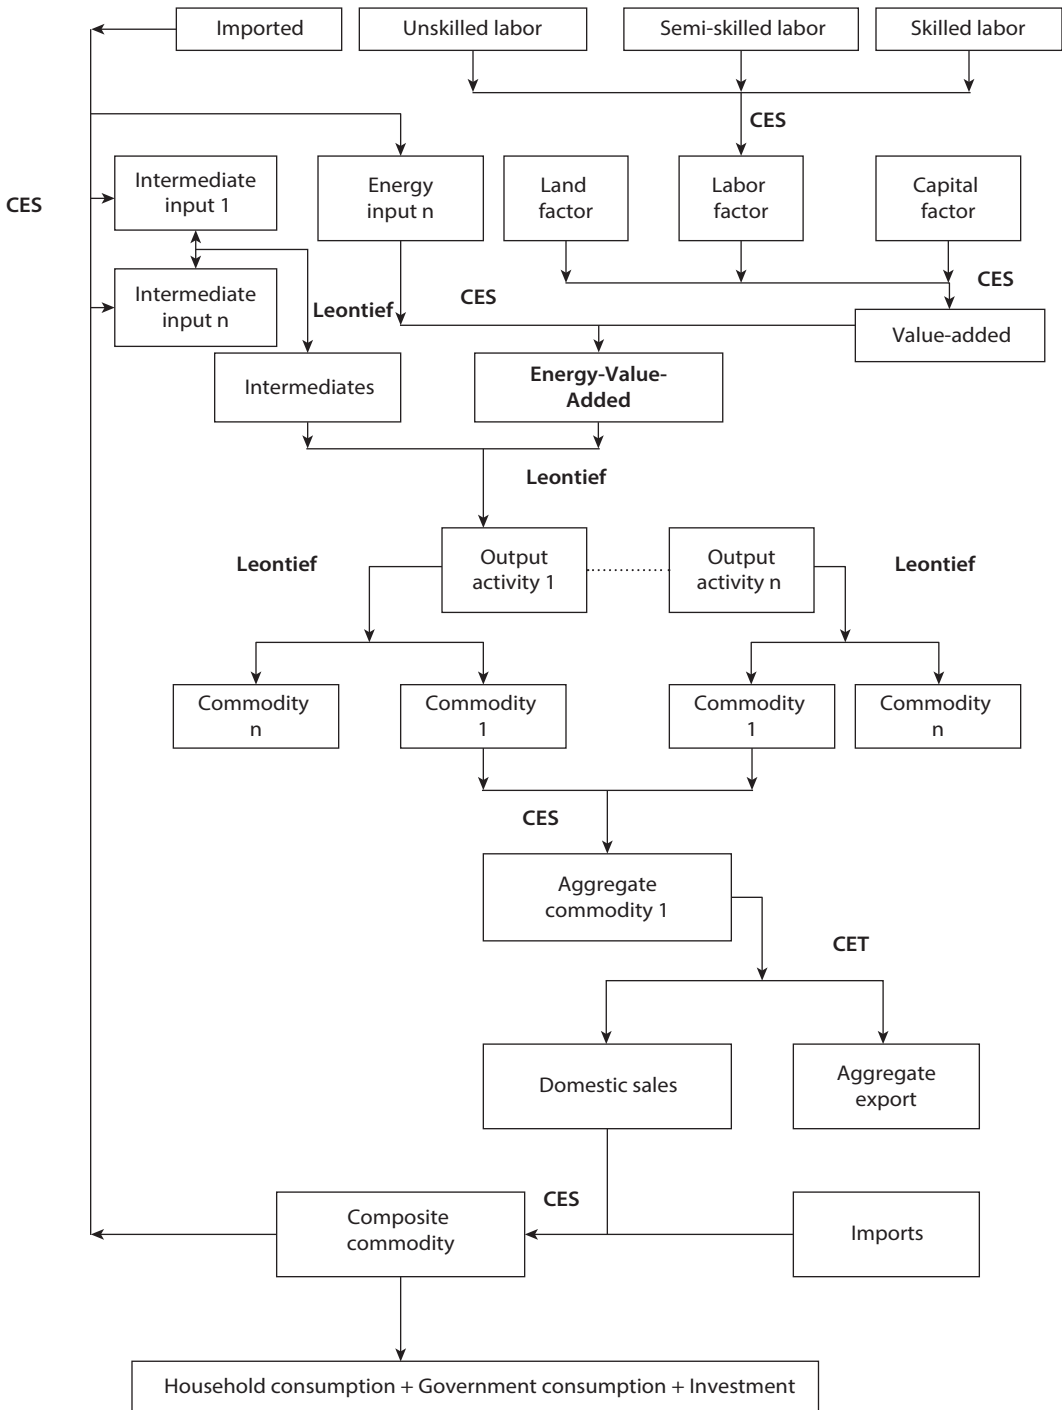 Imported
Unskilled labor
Semi-skilled labor
Skilled labor
CES
CES
Intermediate
input 1
Energy
input n
Land
factor
Labor
factor
Capital
factor
Intermediate
input n
Leontief
CES
CES
Value-added
Intermediates
Energy-Value-
Added
Leontief
Leontief
Output
activity 1
Output
activity n
Leontief
Commodity
n
Commodity
1
Commodity
1
Commodity
n
CES
Aggregate
commodity 1
CET
Domestic sales
Aggregate
export
CES
Composite
commodity
Imports
Household consumption + Government consumption + Investment